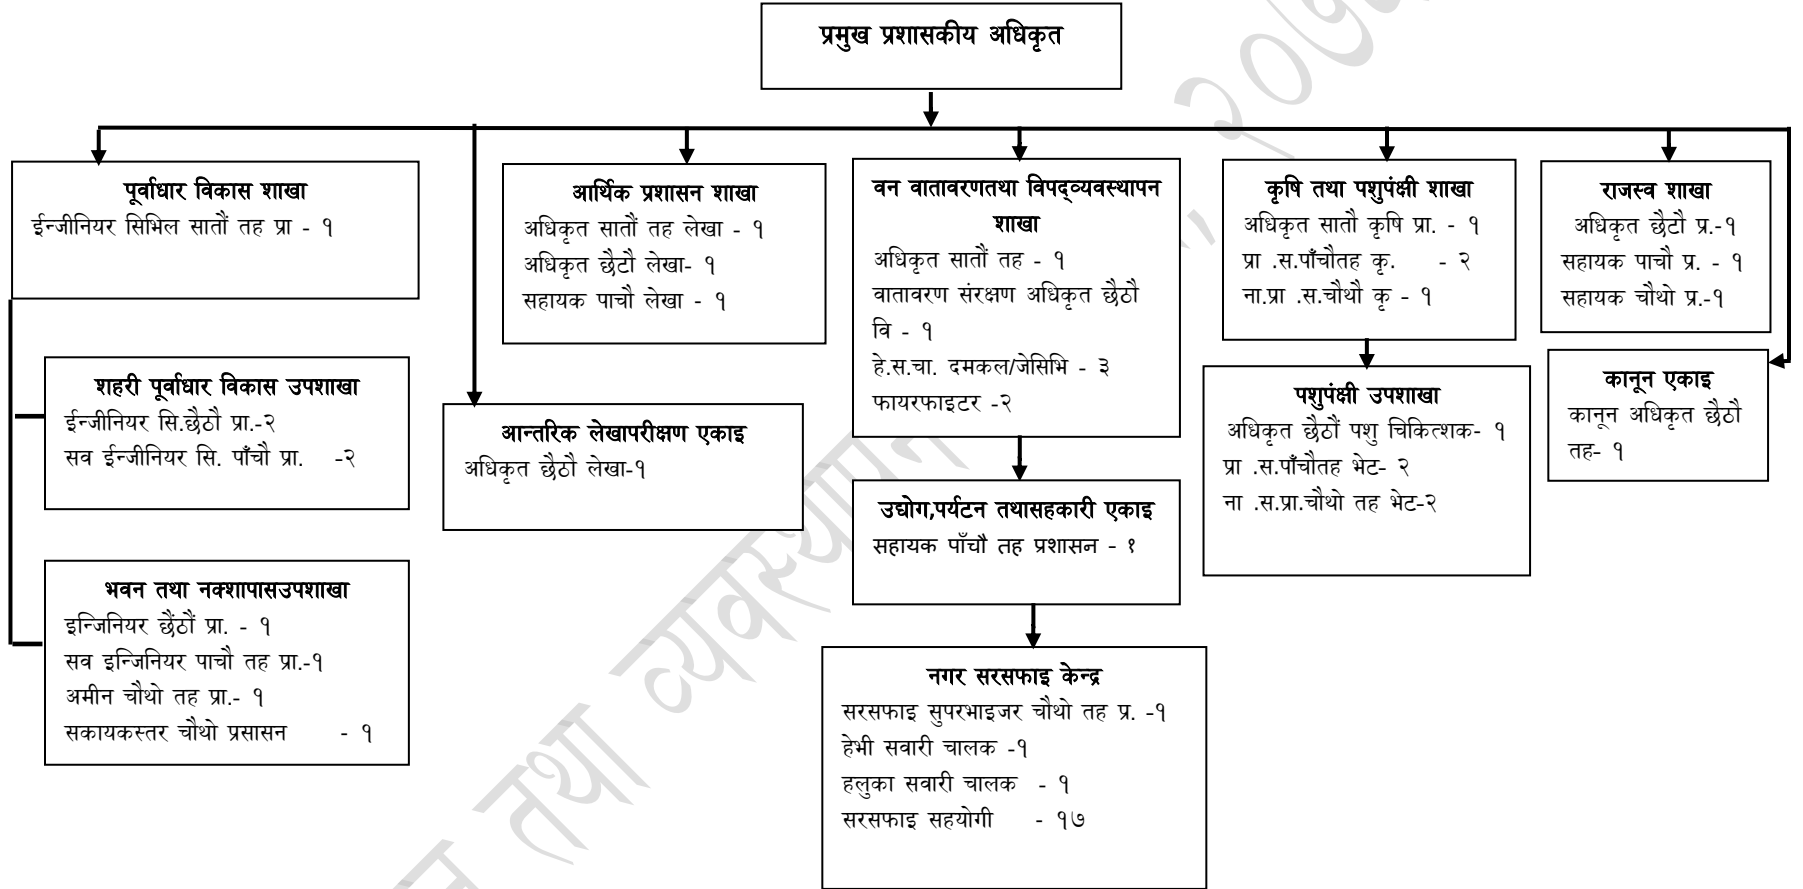 प्रमुख प्रशासकीय अधिकृत
पूर्वाधार विकास शाखा
ईन्जीनियर सिभिल सातौं तह प्रा - १
शहरी पूर्वाधार विकास उपशाखा
ईन्जीनियर सि.छैठौ प्रा.-२
सव ईन्जीनियर सि. पाँचौ प्रा. -२
भवन तथा नक्शापासउपशाखा
इन्जिनियर छैंठौं प्रा. - १
सव इन्जिनियर पाचौ तह प्रा.-१
अमीन चौथो तह प्रा.- १
सकायकस्तर चौथो प्रसासन - १
आर्थिक प्रशासन शाखा
अधिकृत सातौं तह लेखा - १
अधिकृत छैटौ लेखा- १
सहायक पाचौ लेखा - १
आन्तरिक लेखापरीक्षण एकाइ
अधिकृत छैठौ लेखा-१
वन वातावरणतथा विपद्व्यवस्थापन
शाखा
अधिकृत सातौं तह - १
वातावरण संरक्षण अधिकृत छैठौ
वि - १
हे.स.चा. दमकल/जेसिभि - ३
फायरफाइटर -२
उद्योग,पर्यटन तथासहकारी एकाइ
सहायक पाँचौ तह प्रशासन - १
नगर सरसफाइ केन्द्र
सरसफाइ सुपरभाइजर चौथो तह प्र. -१
हेभी सवारी चालक -१
हलुका सवारी चालक - १
सरसफाइ सहयोगी - १७
कृषि तथा पशुपंक्षी शाखा
अधिकृत सातौ कृषि प्रा. - १
प्रा .स.पाँचौतह कृ. - २
ना.प्रा .स.चौथौ कृ - १
पशुपंक्षी उपशाखा
अधिकृत छैठौं पशु चिकित्शक- १
प्रा .स.पाँचौतह भेट- २
ना .स.प्रा.चौथो तह भेट-२
राजस्व शाखा
अधिकृत छैटौ प्र.-१
सहायक पाचौ प्र. - १
सहायक चौथो प्र.-१
कानून एकाइ
कानून अधिकृत छैठौ
तह- १
तथा व्यवस्थापन